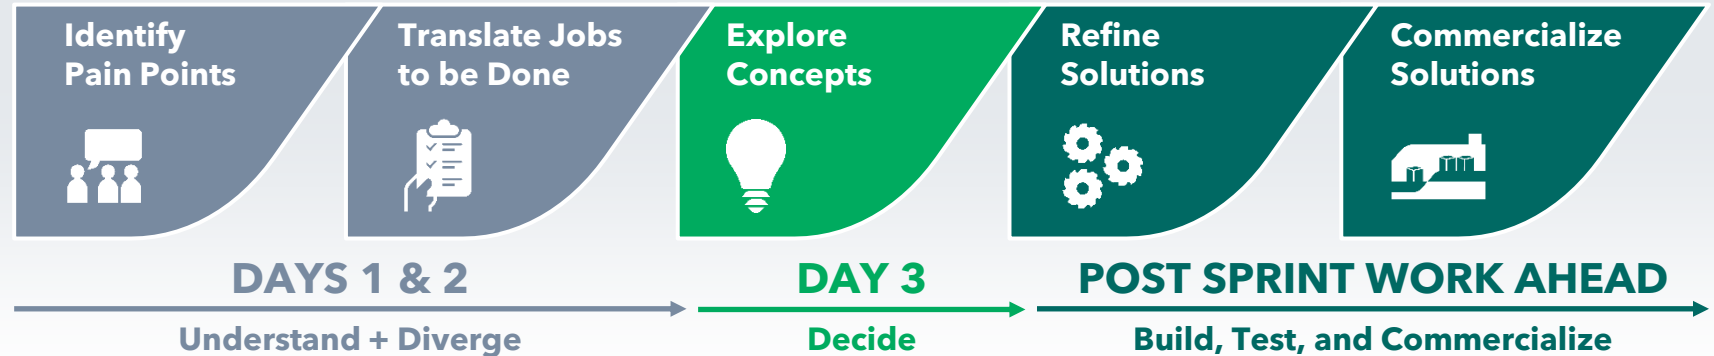 Identify
Pain Points
Translate Jobs
to be Done
Explore
Concepts
Refine
Solutions
Commercialize
Solutions
DAYS 1 & 2
Understand + Diverge
DAY 3
Decide
POST SPRINT WORK AHEAD
Build, Test, and Commercialize